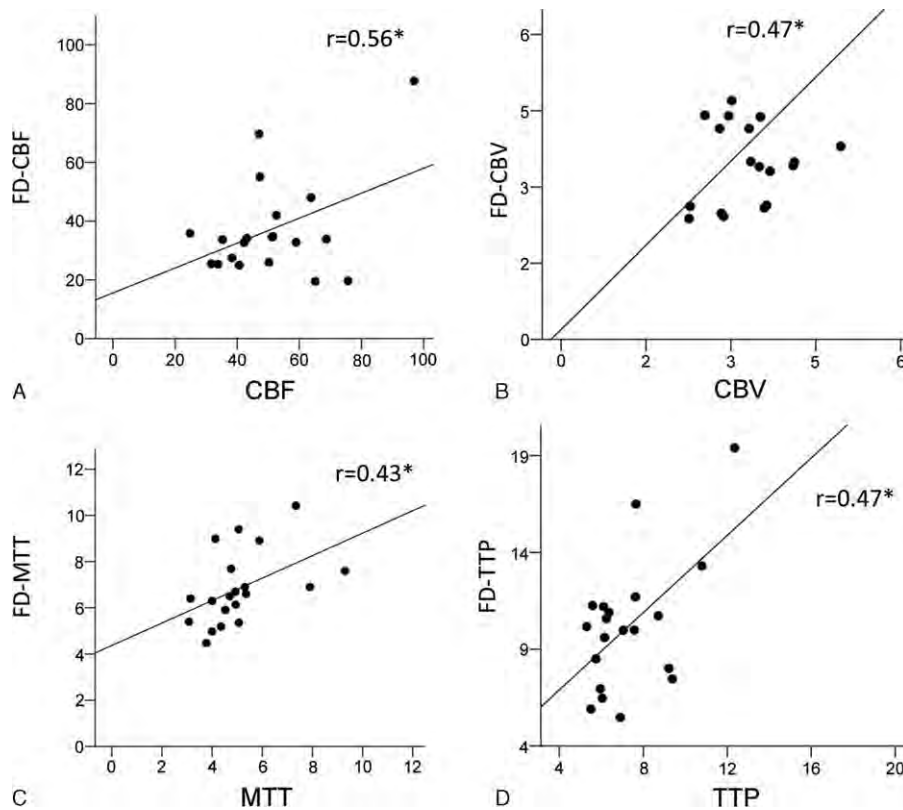 r=0.56*
100
80
60
40
20
0
FD-CBF
0 20 40 60 80 100
CBF
A
r=0.47*
6
5
3
2
0
FD-CBV
0 2 3 5 6
CBV
B
r=0.43*
12
10
8
6
4
2
0
FD-MTT
0 2 4 6 8 10 12
MTT
C
r=0.47*
19
14
9
4
FD-TTP
4 8 12 16 20
TTP
D